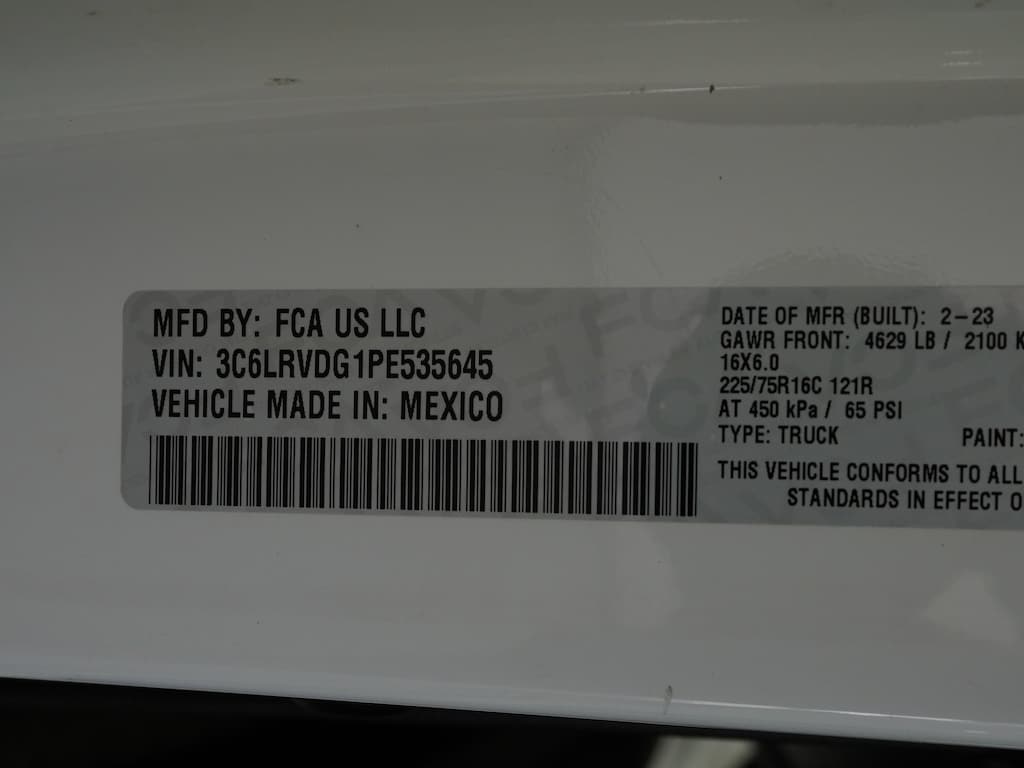 MFD BY: FCA US LLC
VIN: 3C6LRVDG1PE535645
VEHICLE MADE IN: MEXICO
DATE OF MFR (BUILT): 2-23
GAWR FRONT: 4629 LB / 2100 K
16X6.0
225/75R16C 121R
AT 450 kPa / 65 PSI
TYPE: TRUCK PAINT:
THIS VEHICLE CONFORMS TO ALL
STANDARDS IN EFFECT O